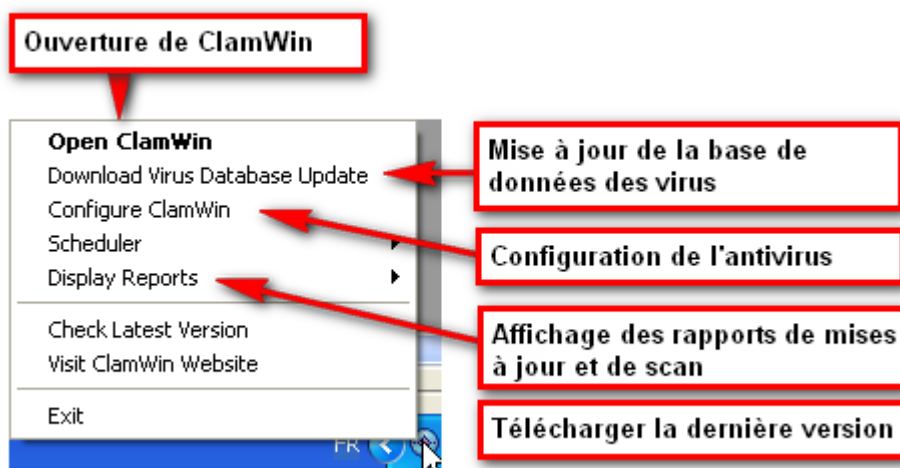 Ouverture de ClamWin
Open ClamWin
Download Virus Database Update
Configure ClamWin
Scheduler
Display Reports
Check Latest Version
Visit ClamWin Website
Exit
FR
Mise à jour de la base de
données des virus
Configuration de l'antivirus
Affichage des rapports de mises
à jour et de scan
Télécharger la dernière version